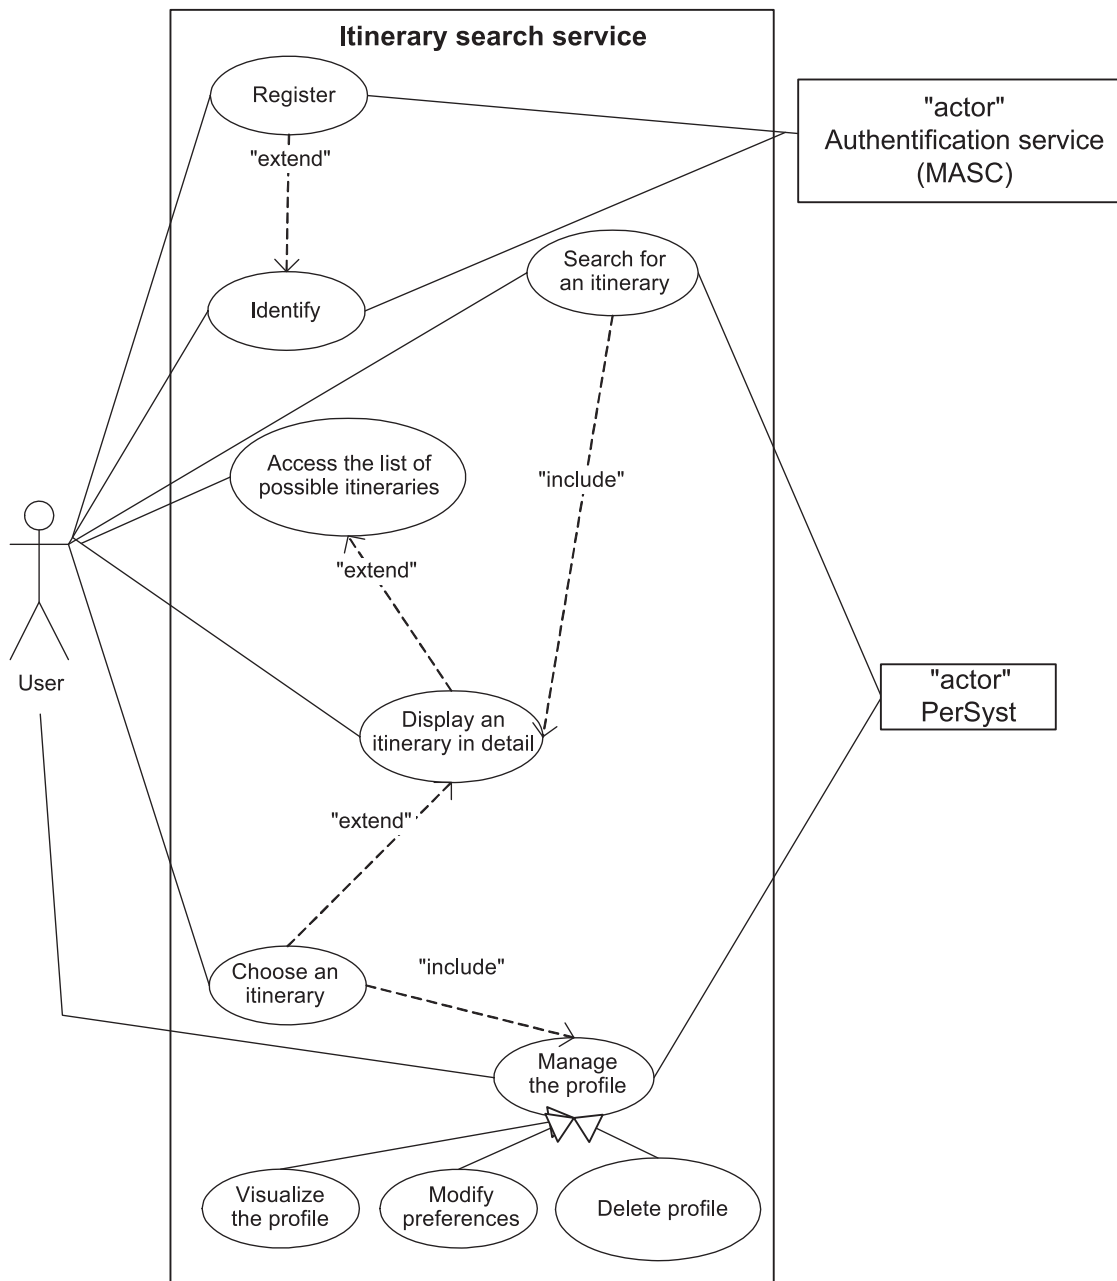 Itinerary search service
Register
"actor"
Authentification service
(MASC)
"extend"
Search for
an itinerary
Identify
Access the list of
possible itineraries
"include"
"extend"
User
"actor"
PerSyst
Display an
itinerary in detail
"extend"
Choose an
itinerary
"include"
Manage
the profile
Visualize
the profile
Modify
preferences
Delete profile